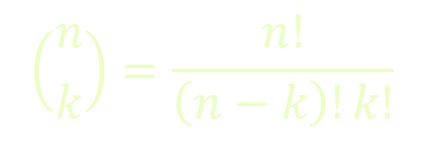 (n k) = n! / (n − k)! k!